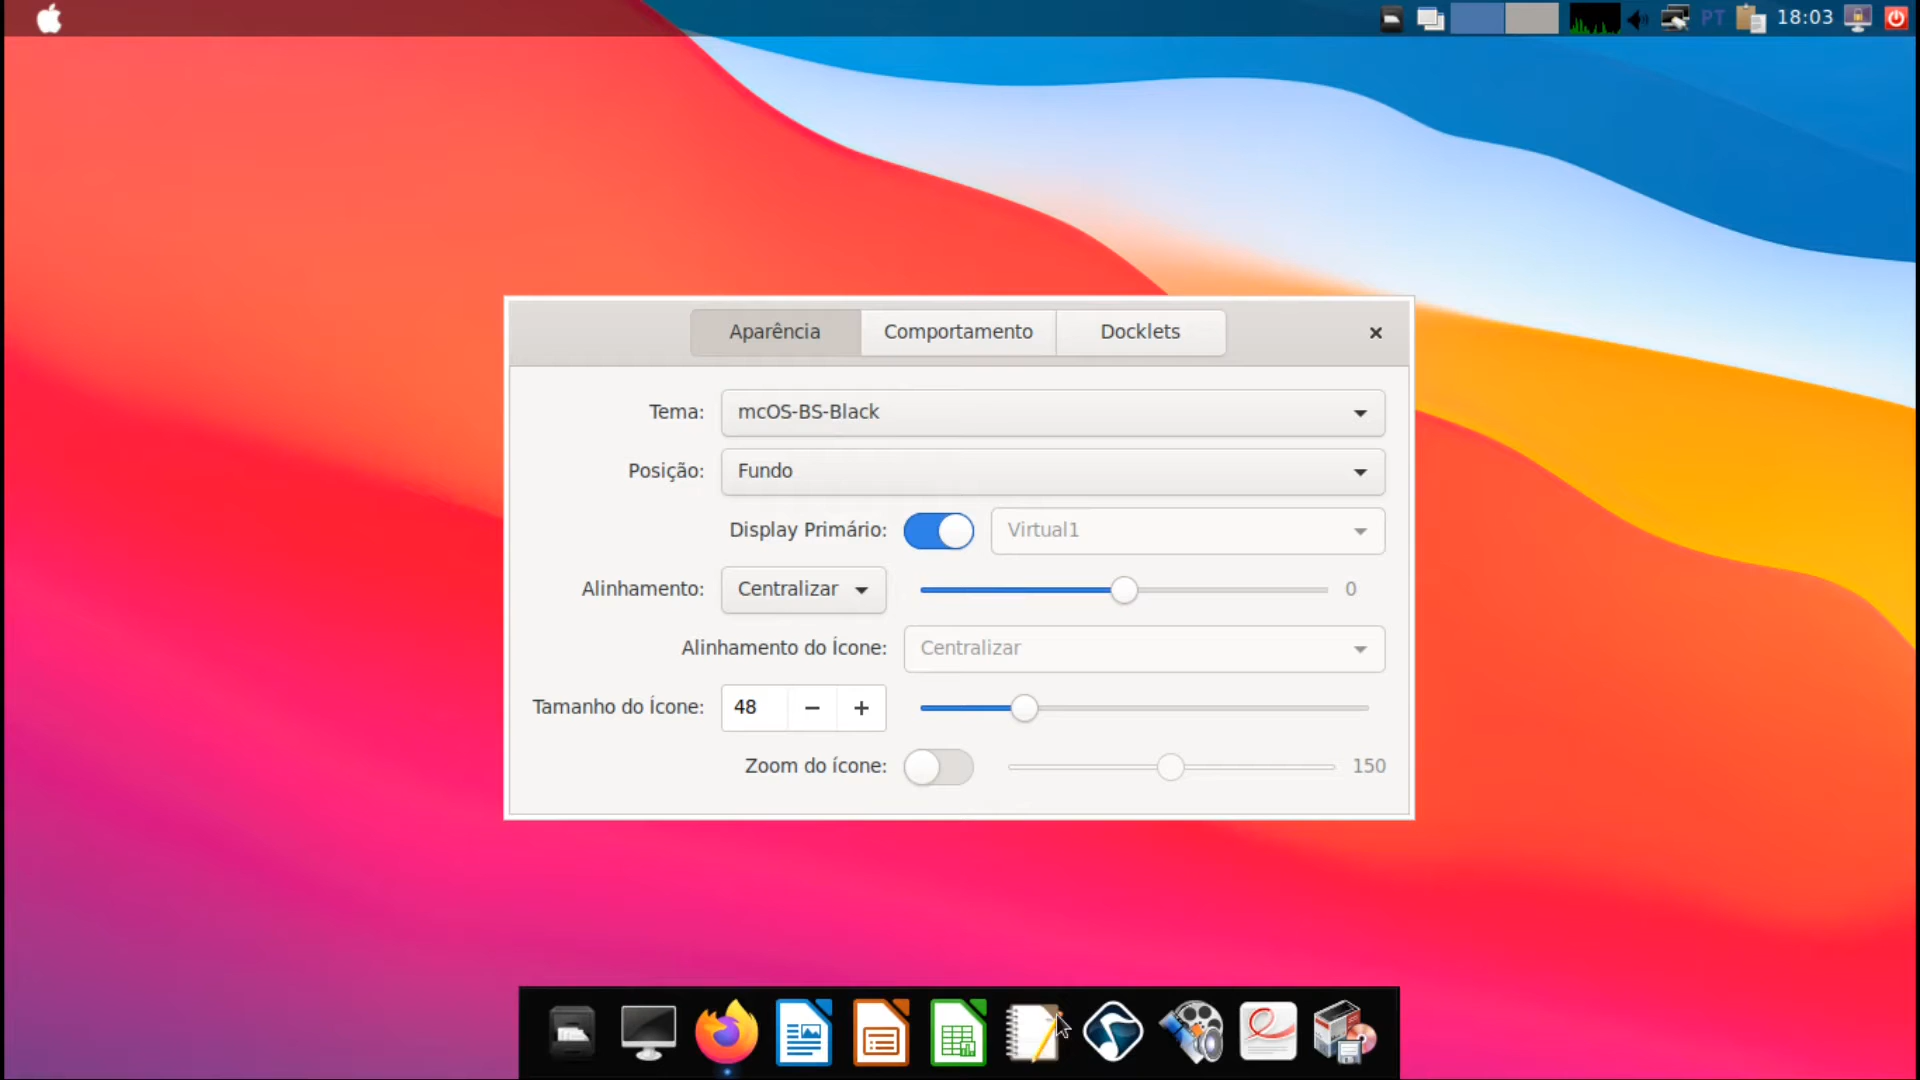 PT 18:03
Aparência Comportamento Docklets
Tema: mcOS-BS-Black
Posição: Fundo
Display Primário: Virtual1
Alinhamento: Centralizar 0
Alinhamento do Ícone: Centralizar
Tamanho do Ícone: 48
Zoom do ícone: 150